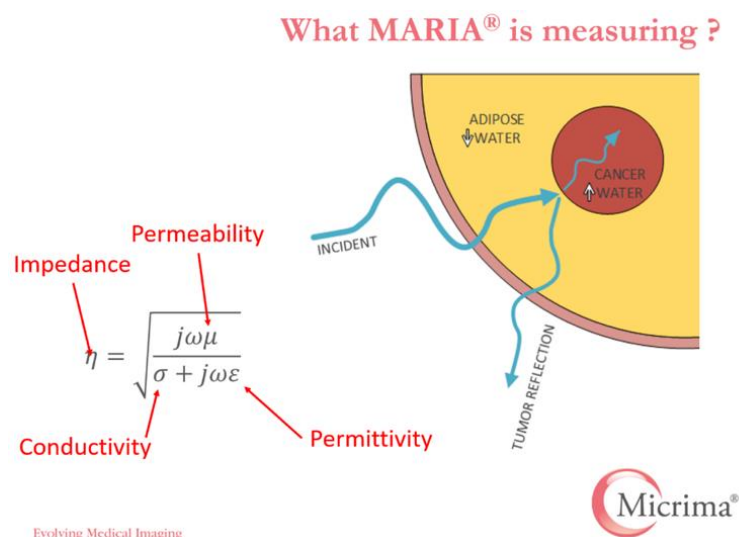 What MARIA® is measuring ?
ADIPOSE
WATER
CANCER
WATER
INCIDENT
TUMOR REFLECTION
Permeability
Impedance
η = √(jωμ / (σ + jωε))
Conductivity
Permittivity
Micrima®
Evolving Medical Imaging